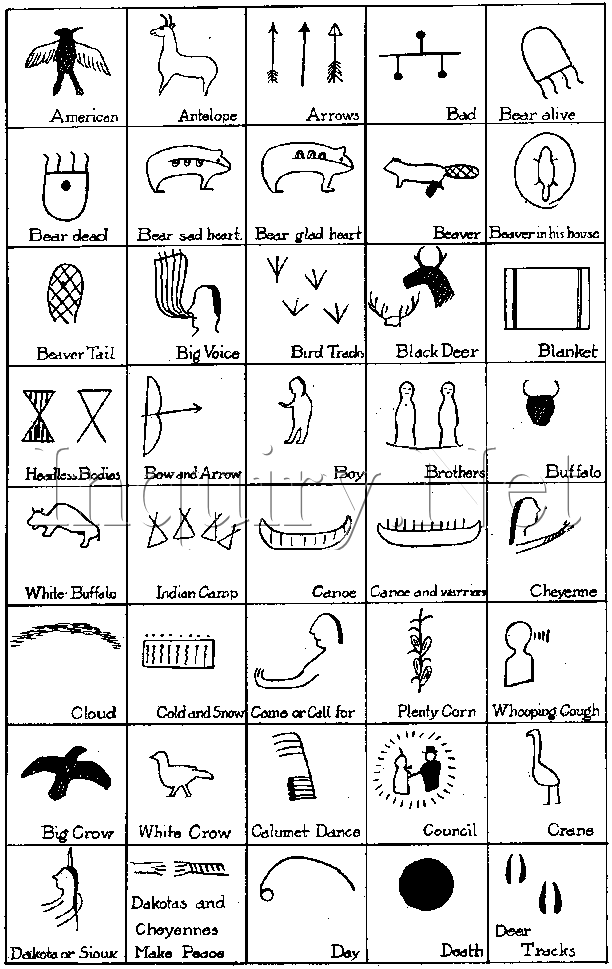 American
Antelope
Arrows
Bad
Bear alive
Bear dead
Bear sad heart.
Bear glad heart
Beaver
Beaver in his house
Beaver Tail
Big Voice
Bird Tracks
Black Deer
Blanket
Headless Bodies
Bow and Arrow
Boy
Brothers
Buffalo
Inquiry Net
White Buffalo
Indian Camp
Canoe
Canoe and warriors
Cheyenne
Cloud
Cold and Snow
Come or Call for
Plenty Corn
Whooping Cough
Big Crow
White Crow
Calumet Dance
Council
Crane
Dakota or Sioux
Dakotas and
Cheyennes
Make Peace
Day
Death
Deer
Tracks